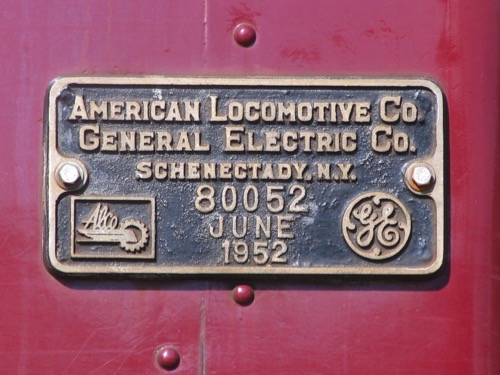 AMERICAN LOCOMOTIVE CO.
GENERAL ELECTRIC CO.
SCHENECTADY, N.Y.
80052
JUNE
1952
Alco
GE